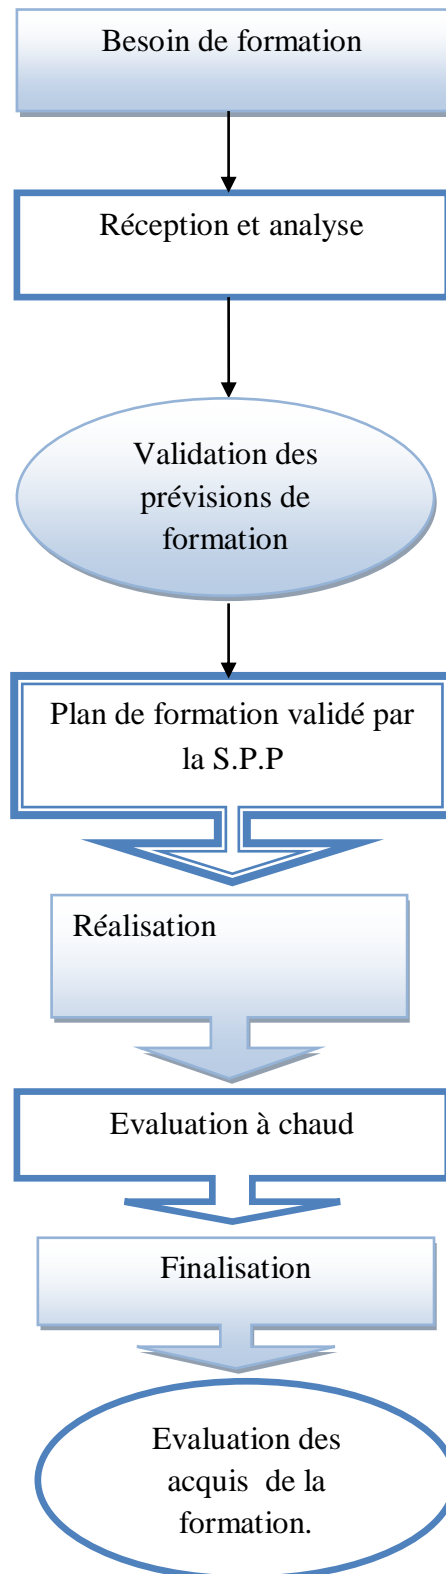 Besoin de formation
Réception et analyse
Validation des
prévisions de
formation
Plan de formation validé par
la S.P.P
Réalisation
Evaluation à chaud
Finalisation
Evaluation des
acquis de la
formation.